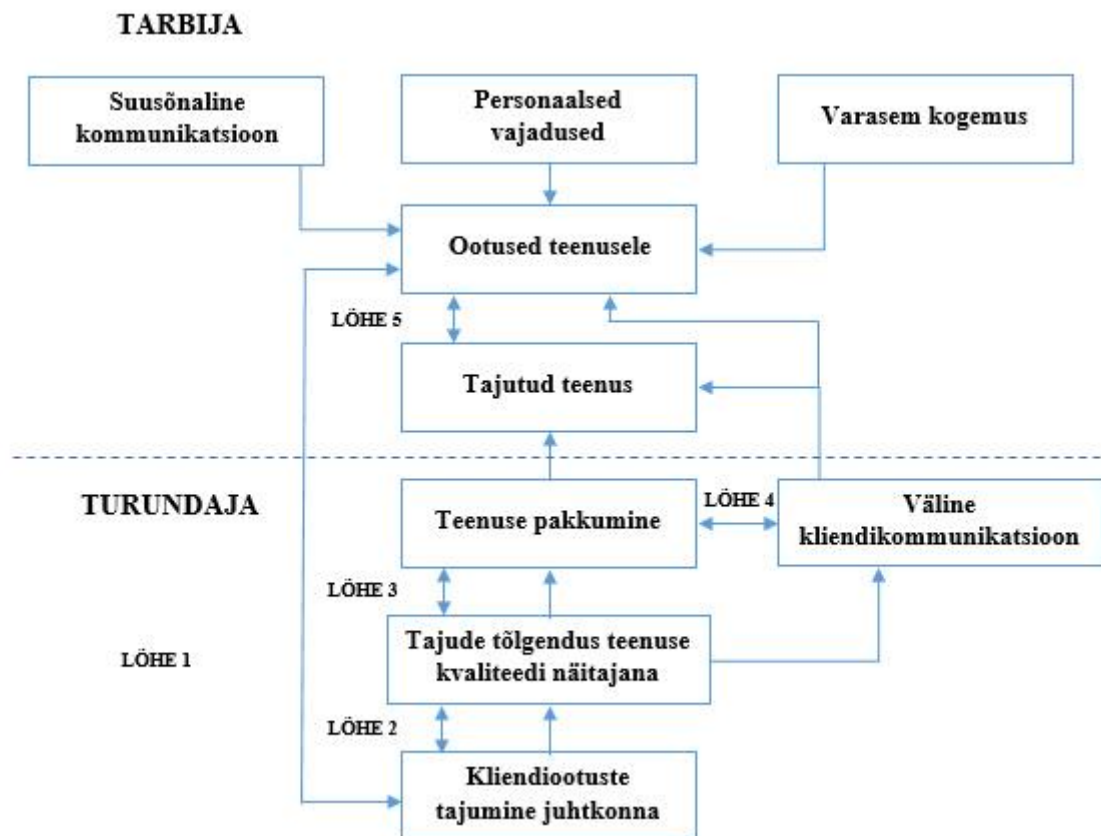 TARBIJA
Suusõnaline
kommunikatsioon
Personaalsed
vajadused
Varasem kogemus
Ootused teenusele
LÕHE 5
Tajutud teenus
TURUNDAJA
Teenuse pakkumine
LÕHE 4
Väline
kliendikommunikatsioon
LÕHE 3
Tajude tõlgendus teenuse
kvaliteedi näitajana
LÕHE 1
LÕHE 2
Kliendiootuste
tajumine juhtkonna